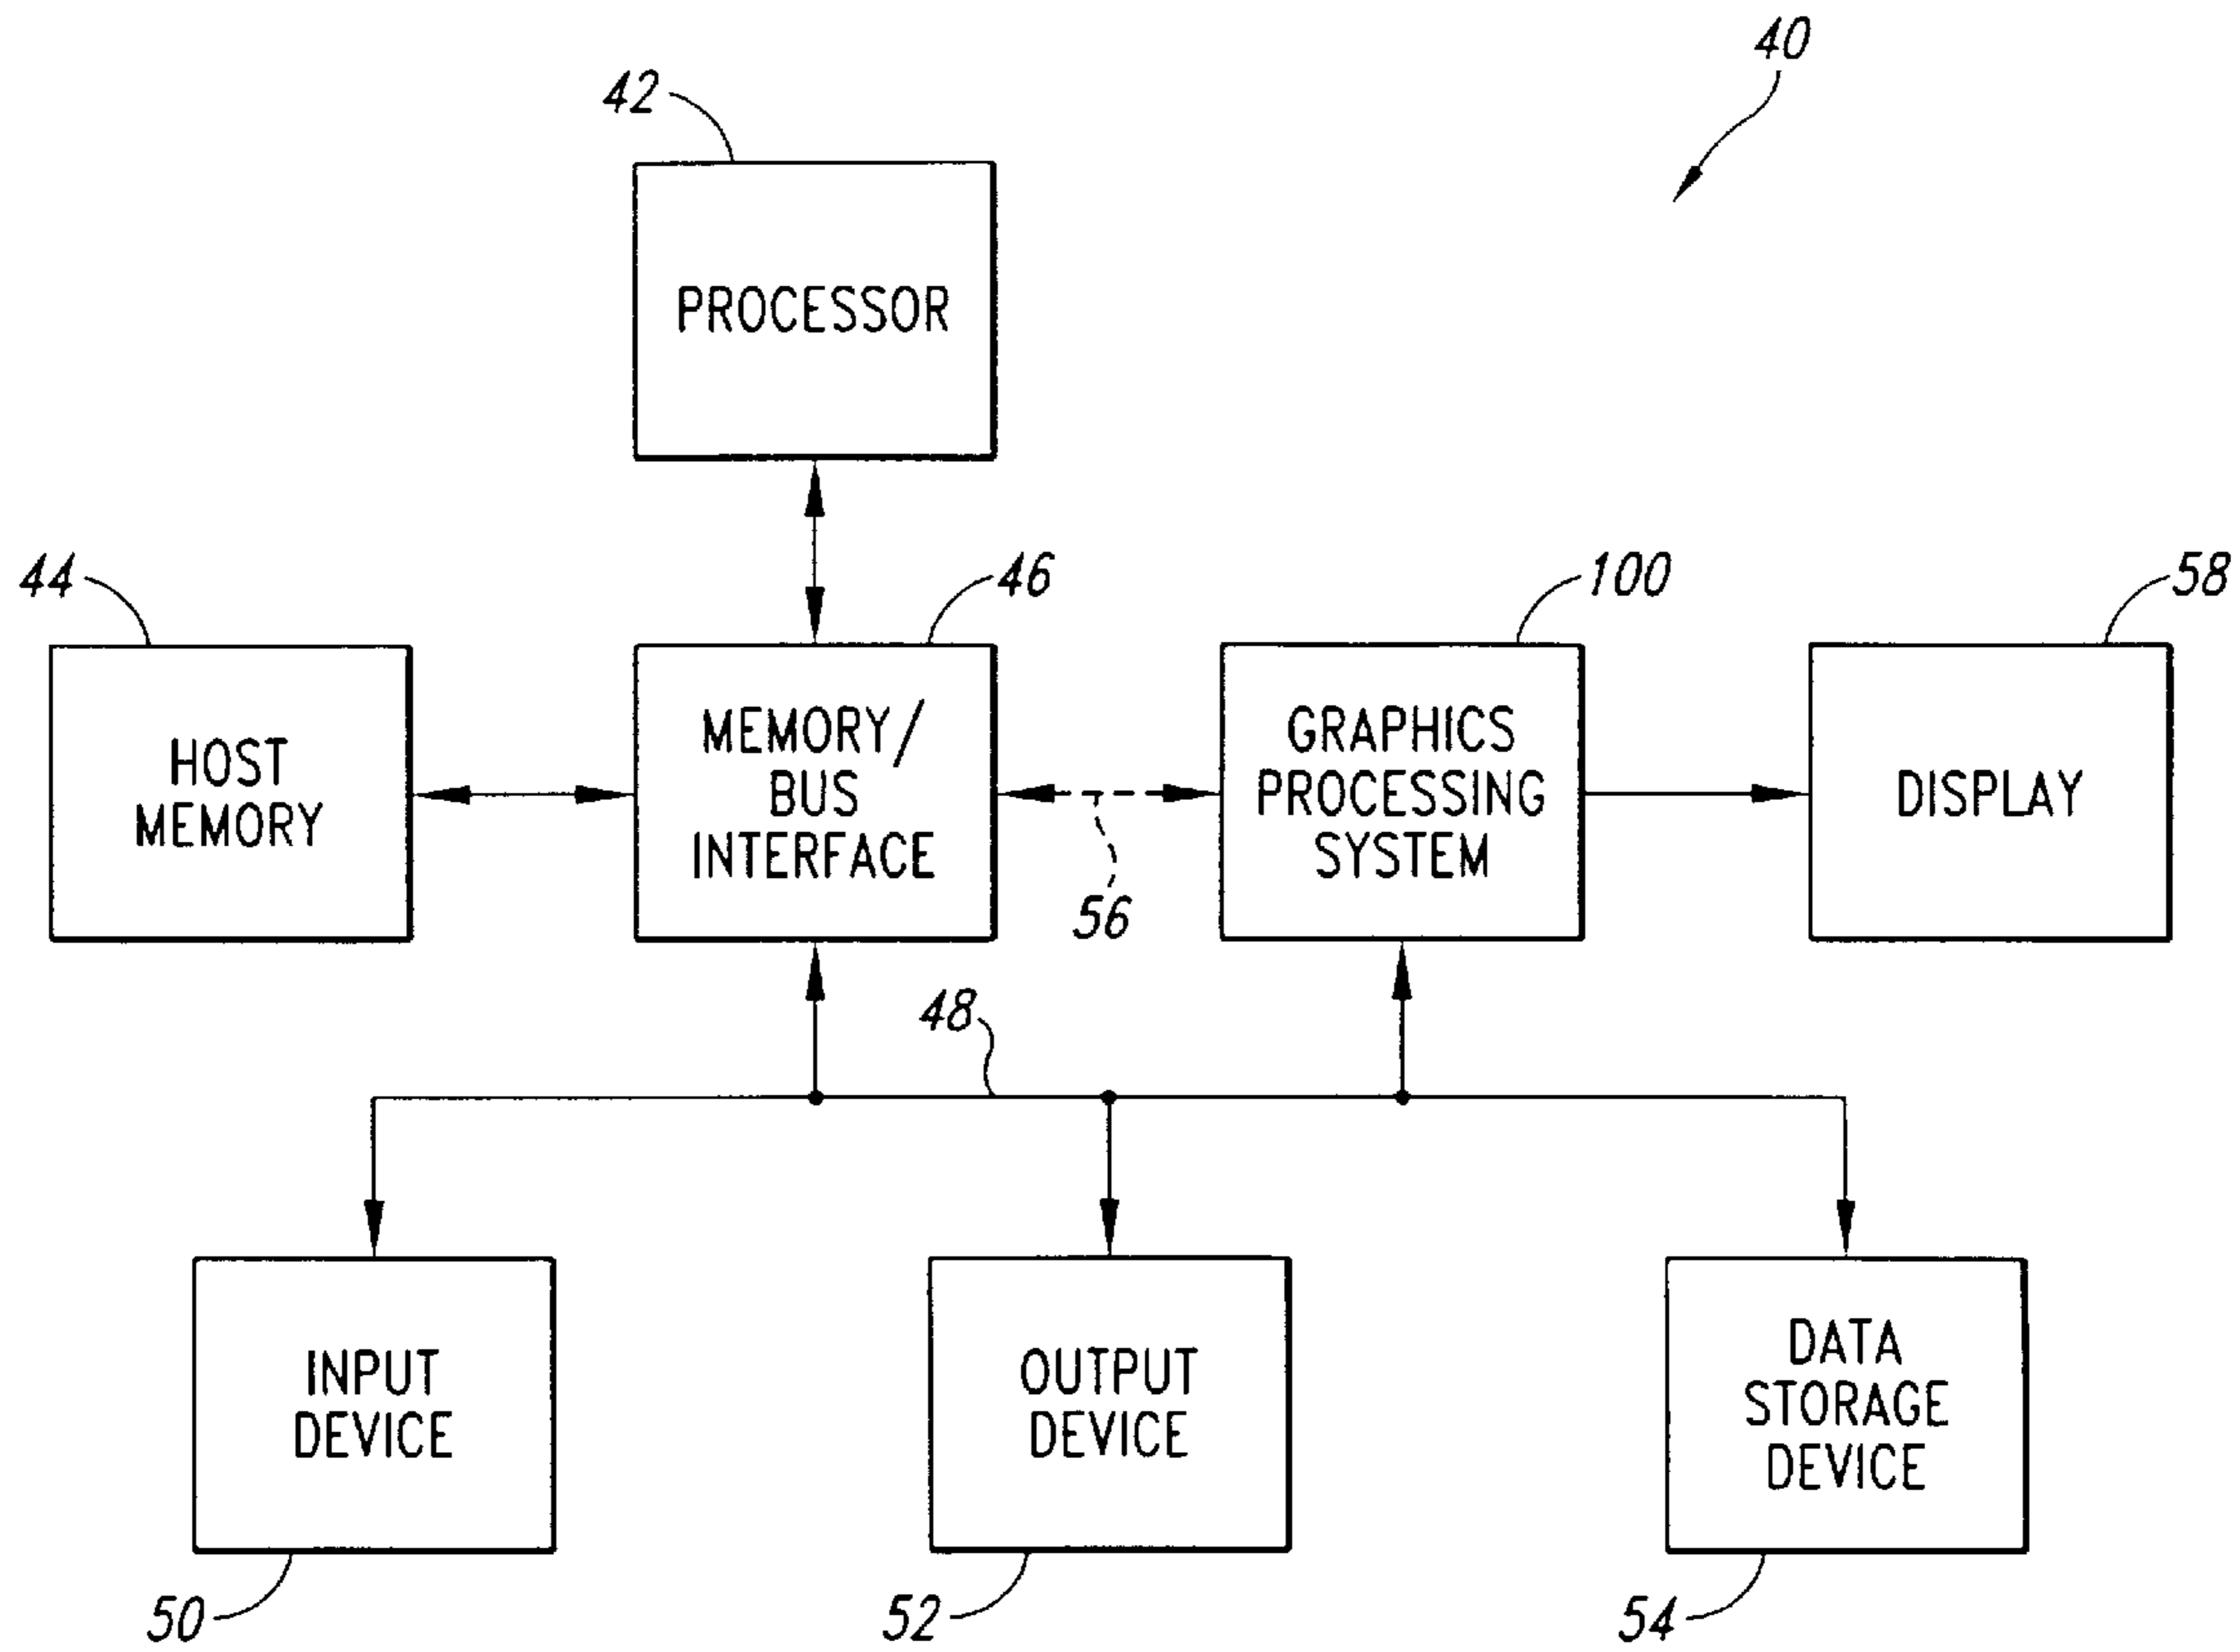 40
42
PROCESSOR
44
46
100
58
HOST
MEMORY
MEMORY/
BUS
INTERFACE
GRAPHICS
PROCESSING
SYSTEM
DISPLAY
56
48
INPUT
DEVICE
OUTPUT
DEVICE
DATA
STORAGE
DEVICE
50
52
54